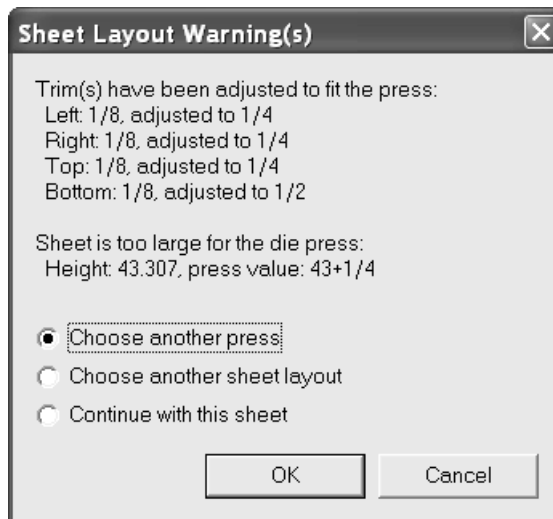 Sheet Layout Warning(s)
Trim(s) have been adjusted to fit the press:
Left: 1/8, adjusted to 1/4
Right: 1/8, adjusted to 1/4
Top: 1/8, adjusted to 1/4
Bottom: 1/8, adjusted to 1/2
Sheet is too large for the die press:
Height: 43.307, press value: 43+1/4
Choose another press
Choose another sheet layout
Continue with this sheet
OK
Cancel